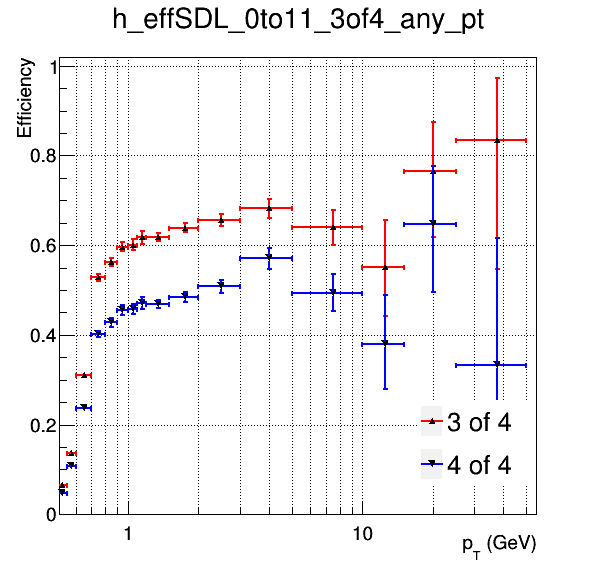 h_effSDL_0to11_3of4_any_pt
Efficiency
1
0.8
0.6
0.4
0.2
0
3 of 4
4 of 4
1
10
p_T (GeV)